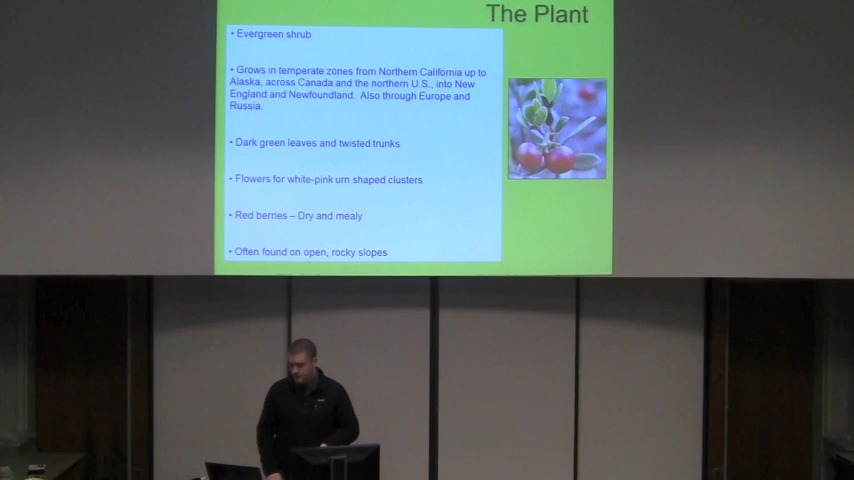 The Plant
• Evergreen shrub
• Grows in temperate zones from Northern California up to
Alaska, across Canada and the northern U.S., into New
England and Newfoundland. Also through Europe and
Russia.
• Dark green leaves and twisted trunks
• Flowers for white-pink urn shaped clusters
• Red berries – Dry and mealy
• Often found on open, rocky slopes